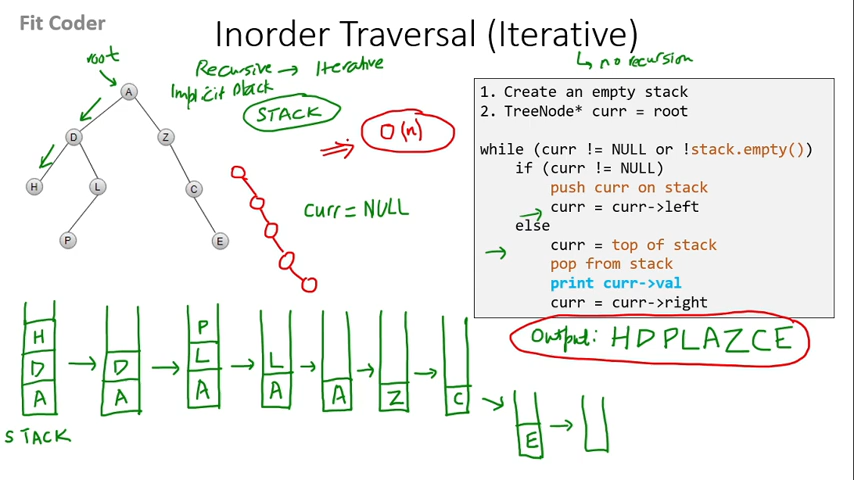 Fit Coder
Inorder Traversal (Iterative)
↳ no recursion
root
Recursive → Iterative
Implicit Stack
STACK
⇒ O(n)
curr = NULL
A
D
Z
H
L
C
P
E
1. Create an empty stack
2. TreeNode* curr = root
while (curr != NULL or !stack.empty())
if (curr != NULL)
push curr on stack
curr = curr->left
else
curr = top of stack
pop from stack
print curr->val
curr = curr->right
Output: HDPLAZCE
H
D
A
D
A
P
L
A
L
A
A
Z
C
E
STACK